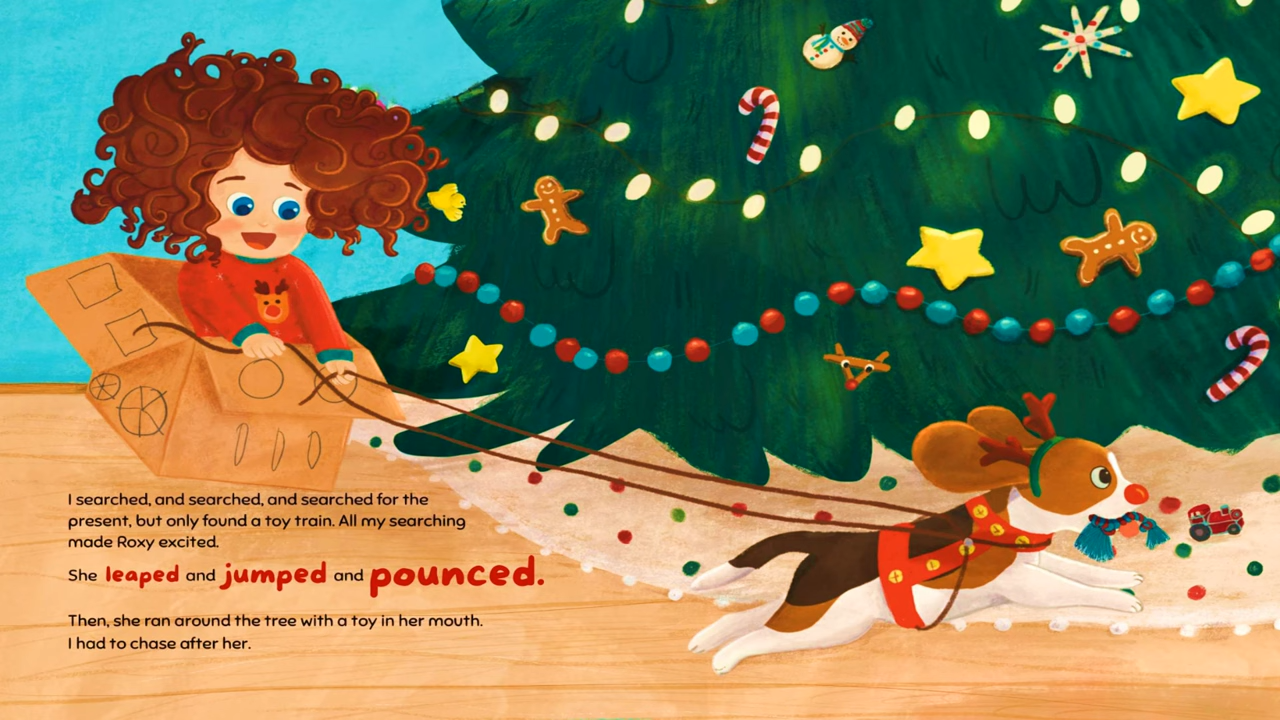 I searched, and searched, and searched for the
present, but only found a toy train. All my searching
made Roxy excited.
She leaped and jumped and pounced.
Then, she ran around the tree with a toy in her mouth.
I had to chase after her.